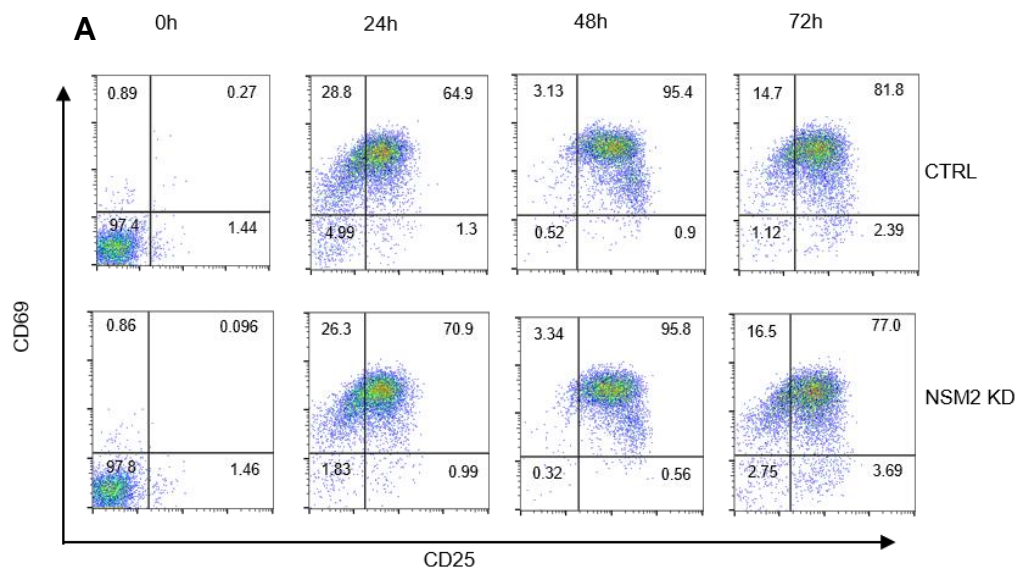 A
0h 24h 48h 72h
0.89 0.27 28.8 64.9 3.13 95.4 14.7 81.8
CTRL
97.4 1.44 4.99 1.3 0.52 0.9 1.12 2.39
CD69
0.86 0.096 26.3 70.9 3.34 95.8 16.5 77.0
NSM2 KD
97.8 1.46 1.83 0.99 0.32 0.56 2.75 3.69
CD25